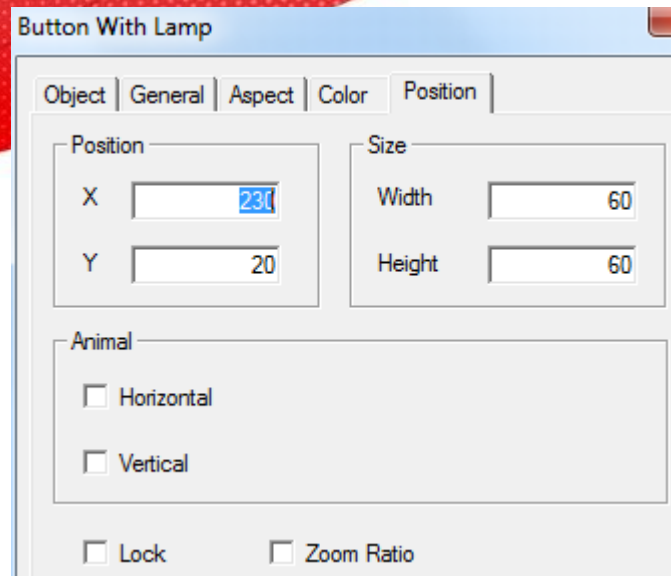 Button With Lamp
Object General Aspect Color Position
Position Size
X 230 Width 60
Y 20 Height 60
Animal
Horizontal
Vertical
Lock Zoom Ratio